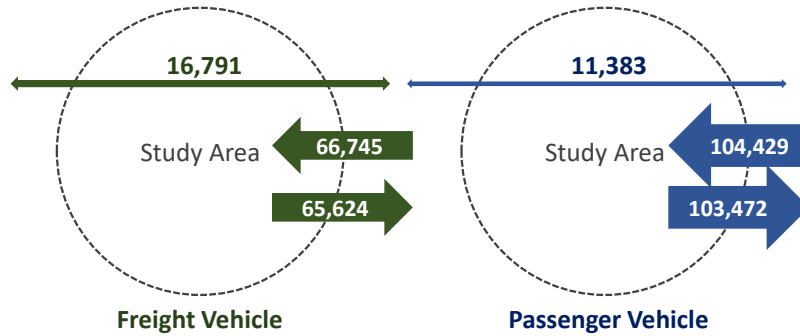 16,791
Study Area
66,745
65,624
Freight Vehicle
11,383
Study Area
104,429
103,472
Passenger Vehicle